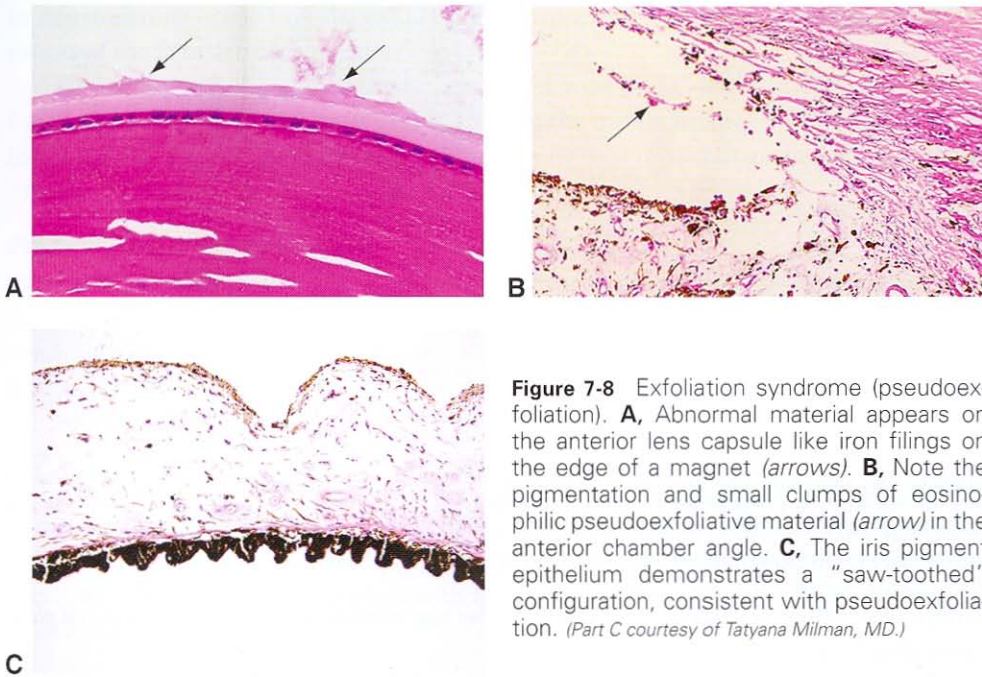 A
B
C
Figure 7-8 Exfoliation syndrome (pseudoex-
foliation). A, Abnormal material appears on
the anterior lens capsule like iron filings on
the edge of a magnet (arrows). B, Note the
pigmentation and small clumps of eosino-
philic pseudoexfoliative material (arrow) in the
anterior chamber angle. C, The iris pigment
epithelium demonstrates a "saw-toothed"
configuration, consistent with pseudoexfolia-
tion. (Part C courtesy of Tatyana Milman, MD.)